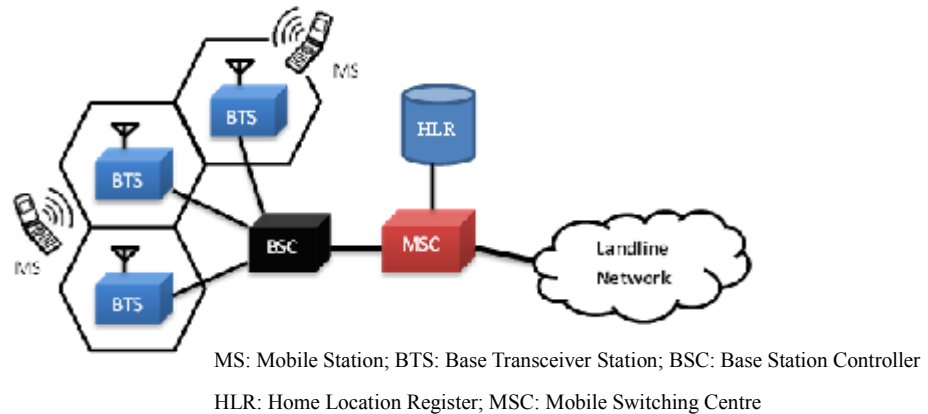 MS
BTS
HLR
BTS
MS
BSC
MSC
Landline
Network
BTS
MS: Mobile Station; BTS: Base Transceiver Station; BSC: Base Station Controller
HLR: Home Location Register; MSC: Mobile Switching Centre